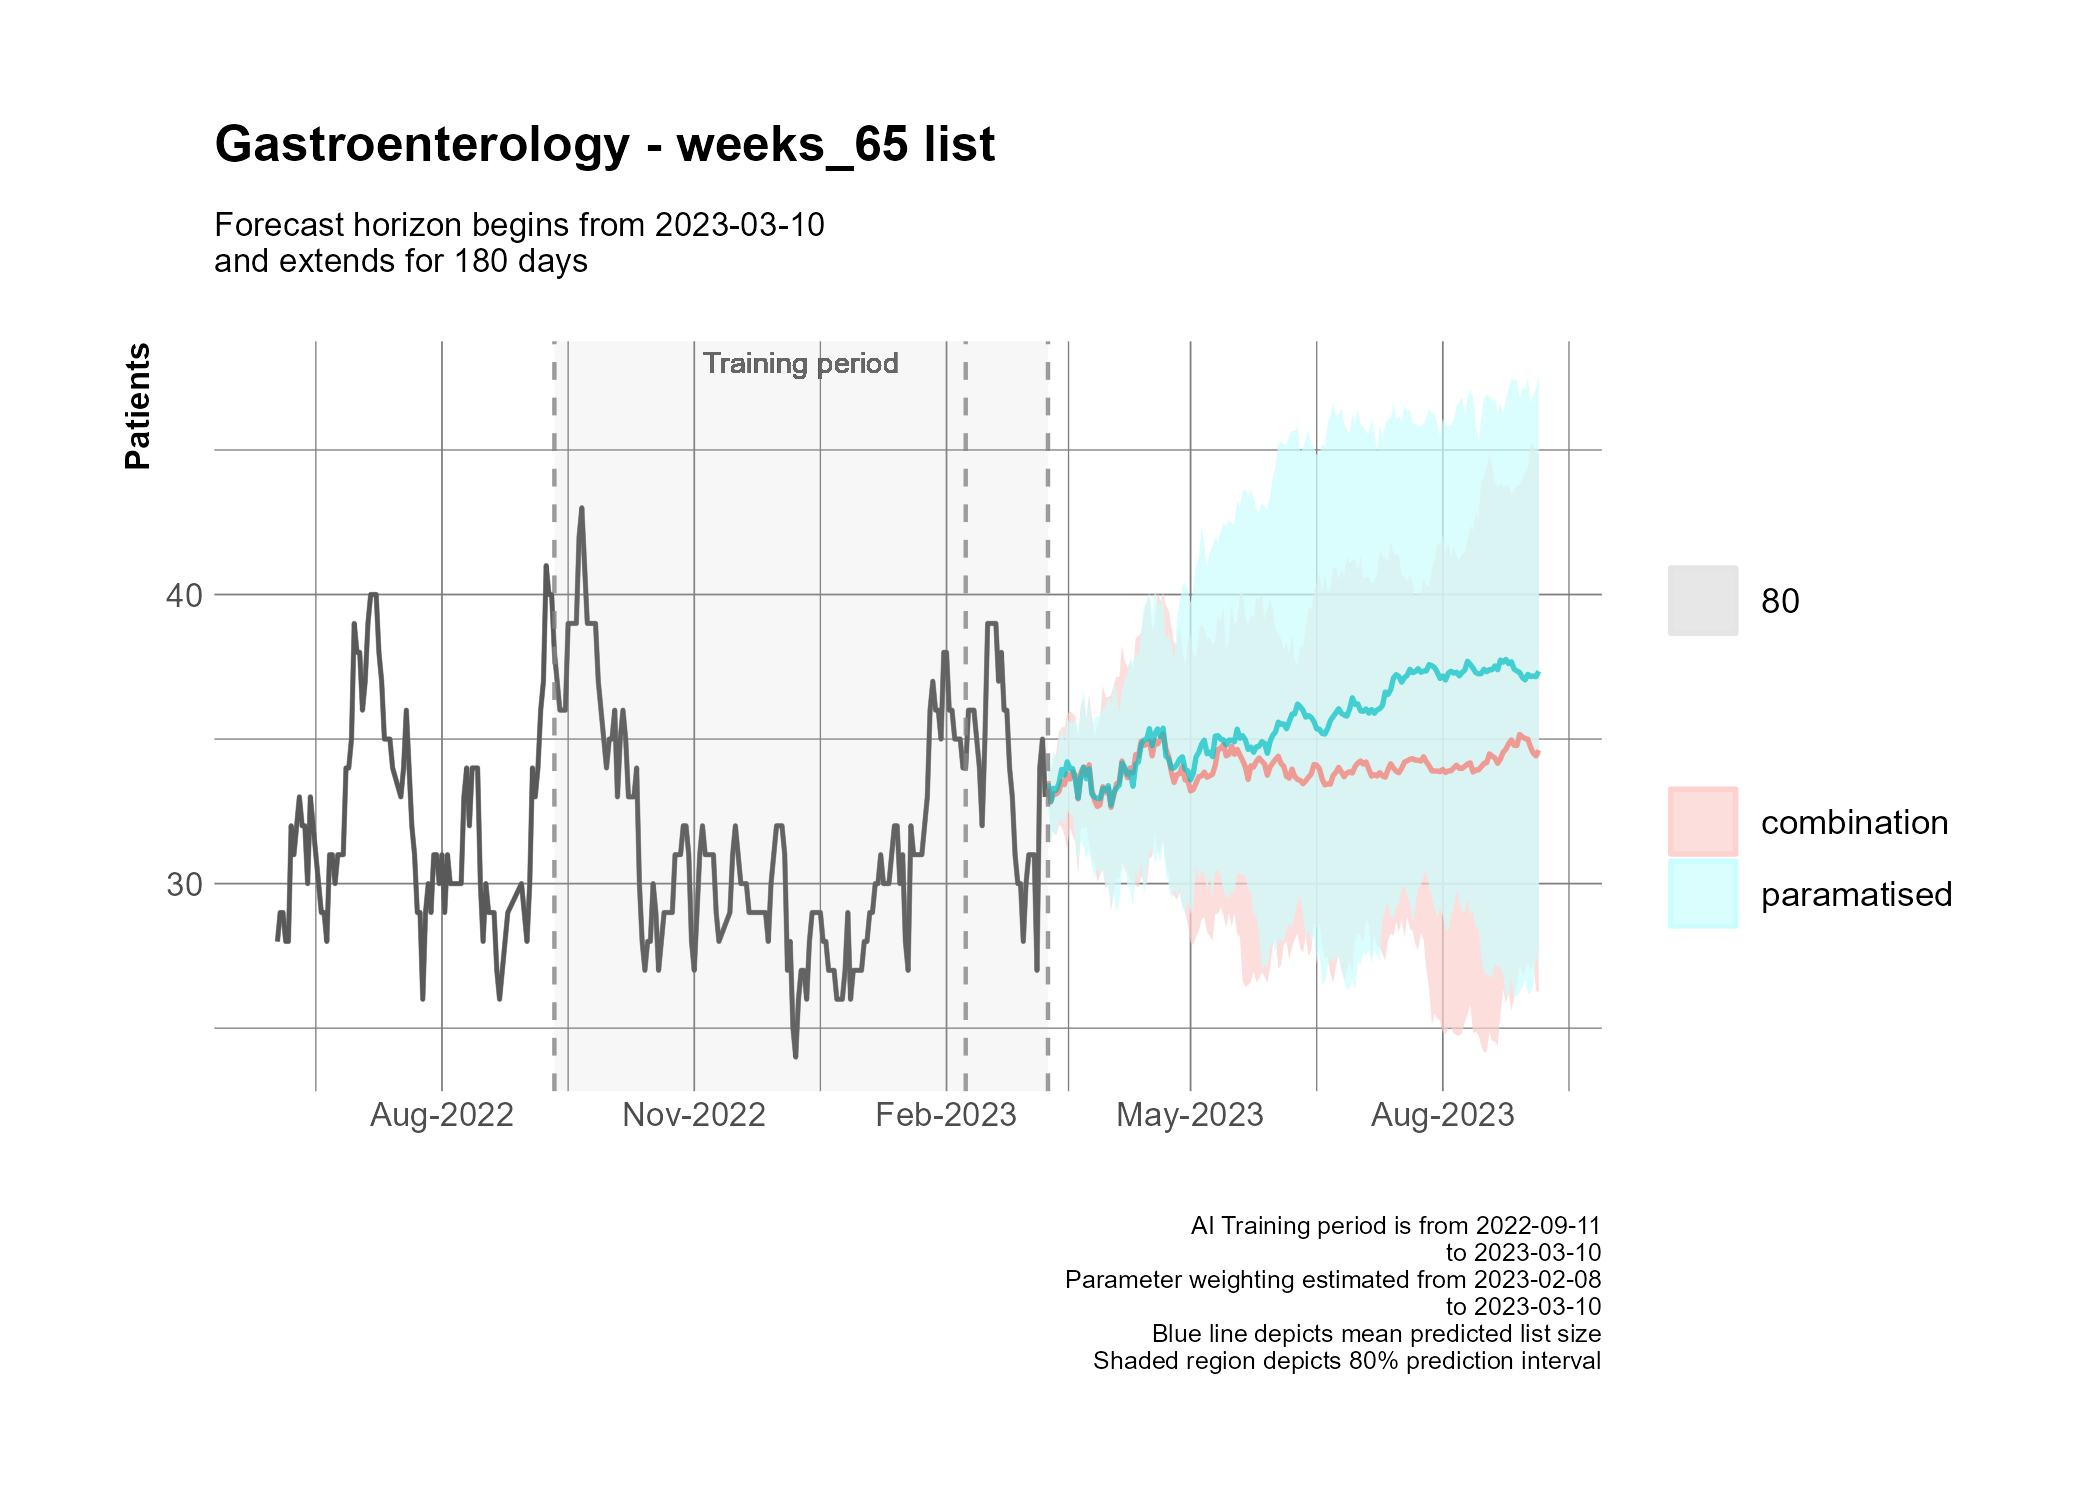 Gastroenterology - weeks_65 list
Forecast horizon begins from 2023-03-10
and extends for 180 days
Patients
Training period
40
30
Aug-2022
Nov-2022
Feb-2023
May-2023
Aug-2023
80
combination
paramatised
AI Training period is from 2022-09-11
to 2023-03-10
Parameter weighting estimated from 2023-02-08
to 2023-03-10
Blue line depicts mean predicted list size
Shaded region depicts 80% prediction interval